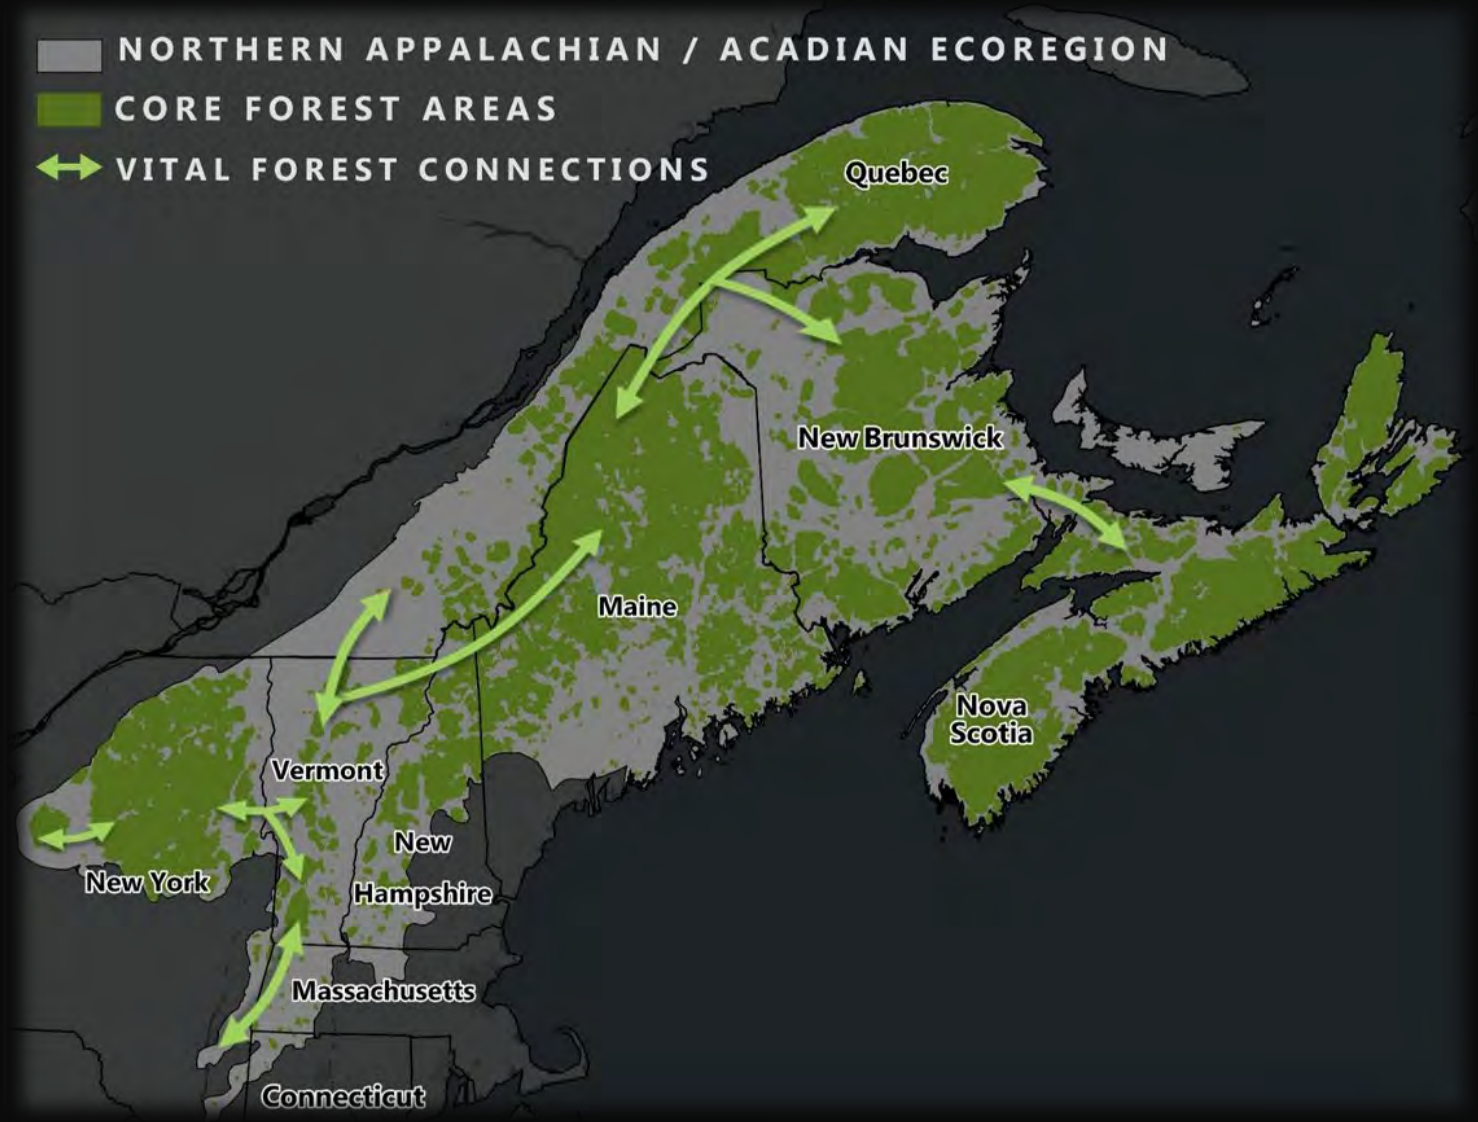 NORTHERN APPALACHIAN / ACADIAN ECOREGION
CORE FOREST AREAS
VITAL FOREST CONNECTIONS
Quebec
New Brunswick
Maine
Nova
Scotia
Vermont
New
Hampshire
New York
Massachusetts
Connecticut